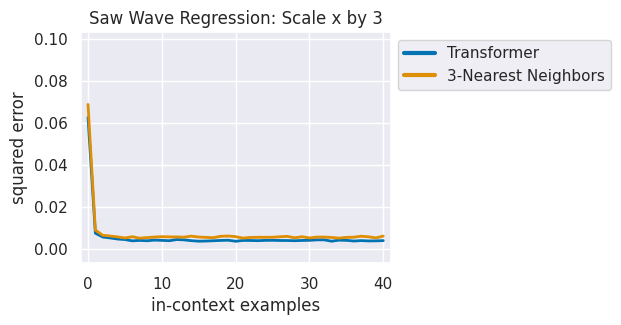 Saw Wave Regression: Scale x by 3
0.10
0.08
0.06
0.04
0.02
0.00
squared error
0
10
20
30
40
in-context examples
Transformer
3-Nearest Neighbors